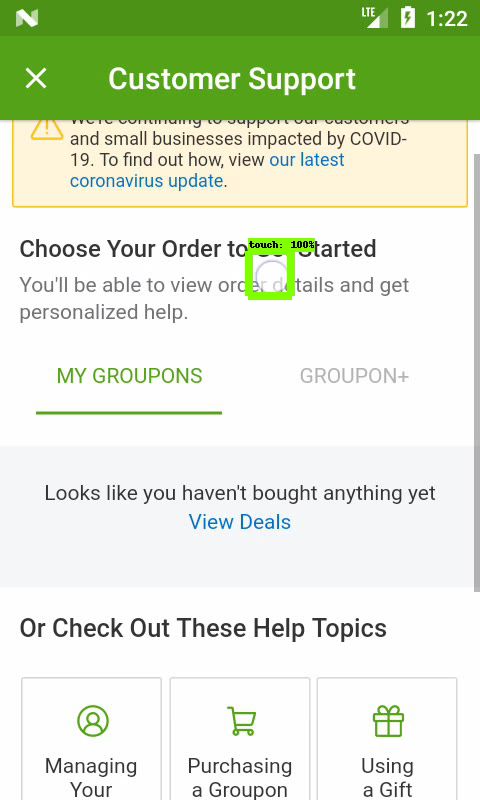 LTE 1:22
Customer Support
We're continuing to support our customers
and small businesses impacted by COVID-
19. To find out how, view our latest
coronavirus update.
touch: 100%
Choose Your Order to Get Started
You'll be able to view order details and get
personalized help.
MY GROUPONS GROUPON+
Looks like you haven't bought anything yet
View Deals
Or Check Out These Help Topics
Managing
Your
Purchasing
a Groupon
Using
a Gift